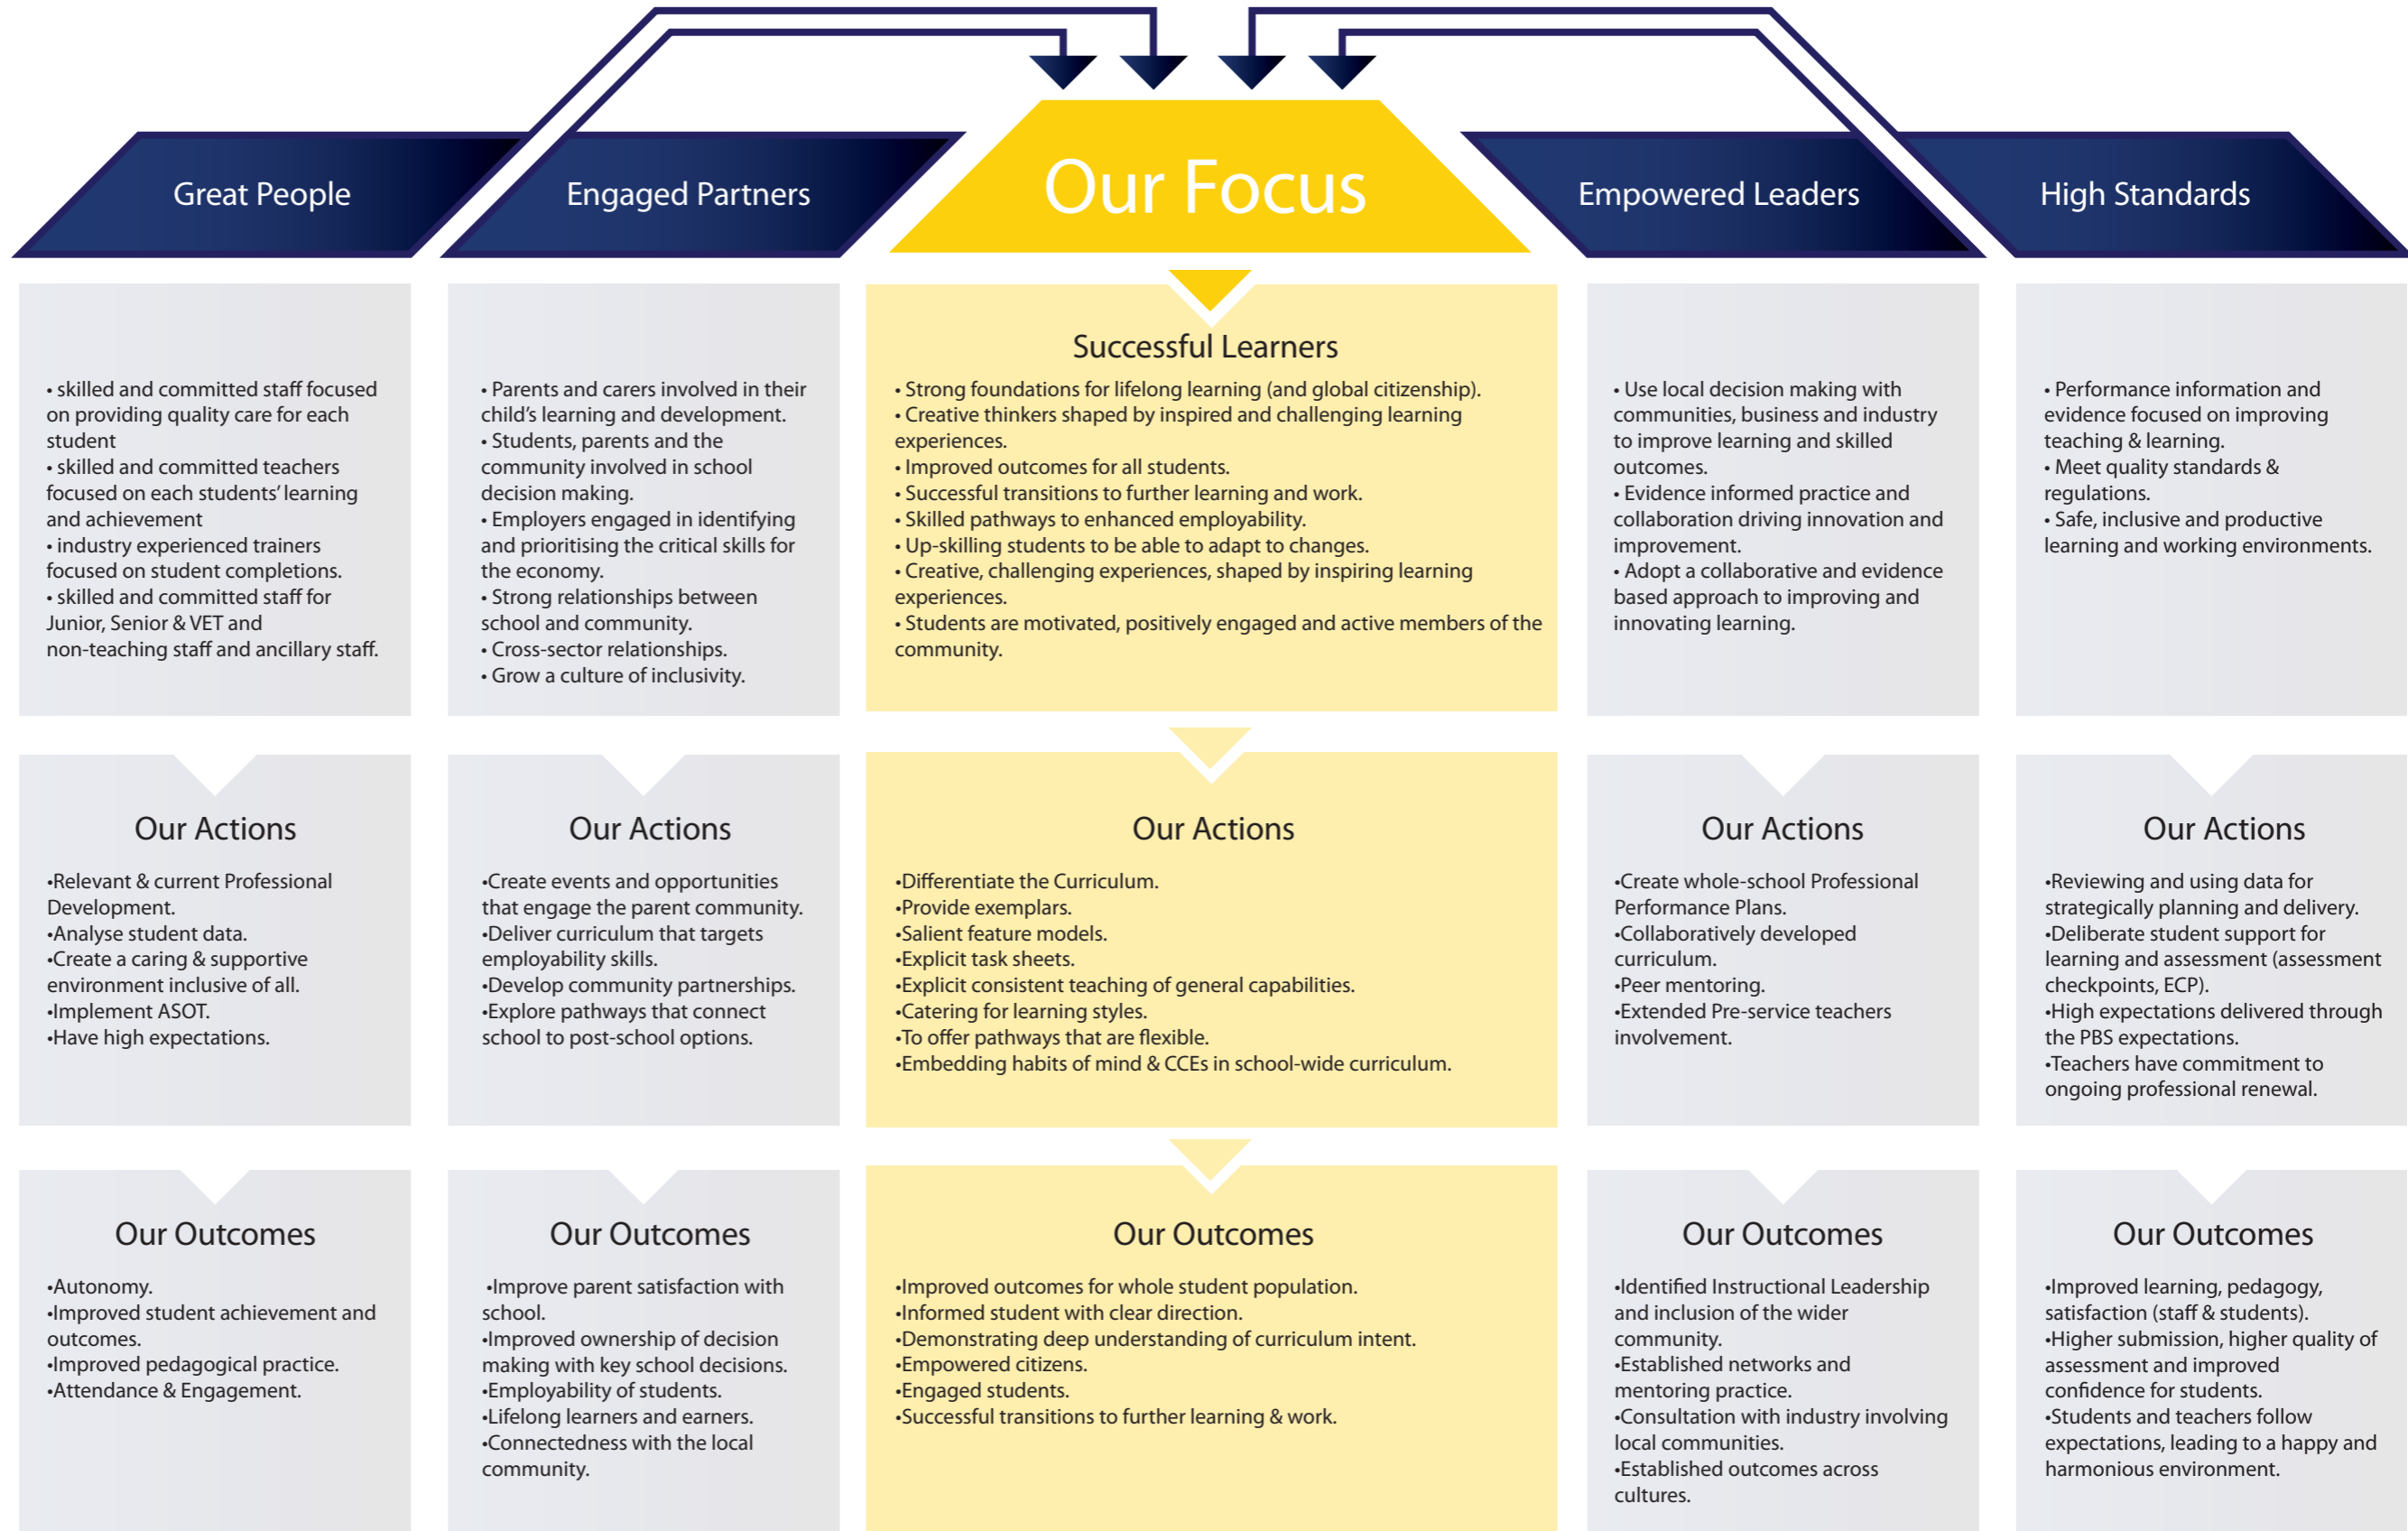 Great People
Engaged Partners
Our Focus
Empowered Leaders
High Standards
• skilled and committed staff focused
on providing quality care for each
student
• skilled and committed teachers
focused on each students’ learning
and achievement
• industry experienced trainers
focused on student completions.
• skilled and committed staff for
Junior, Senior & VET and
non-teaching staff and ancillary staff.
• Parents and carers involved in their
child’s learning and development.
• Students, parents and the
community involved in school
decision making.
• Employers engaged in identifying
and prioritising the critical skills for
the economy.
• Strong relationships between
school and community.
• Cross-sector relationships.
• Grow a culture of inclusivity.
Successful Learners
• Strong foundations for lifelong learning (and global citizenship).
• Creative thinkers shaped by inspired and challenging learning
experiences.
• Improved outcomes for all students.
• Successful transitions to further learning and work.
• Skilled pathways to enhanced employability.
• Up-skilling students to be able to adapt to changes.
• Creative, challenging experiences, shaped by inspiring learning
experiences.
• Students are motivated, positively engaged and active members of the
community.
• Use local decision making with
communities, business and industry
to improve learning and skilled
outcomes.
• Evidence informed practice and
collaboration driving innovation and
improvement.
• Adopt a collaborative and evidence
based approach to improving and
innovating learning.
• Performance information and
evidence focused on improving
teaching & learning.
• Meet quality standards &
regulations.
• Safe, inclusive and productive
learning and working environments.
Our Actions
•Relevant & current Professional
Development.
•Analyse student data.
•Create a caring & supportive
environment inclusive of all.
•Implement ASOT.
•Have high expectations.
Our Actions
•Create events and opportunities
that engage the parent community.
•Deliver curriculum that targets
employability skills.
•Develop community partnerships.
•Explore pathways that connect
school to post-school options.
Our Actions
•Differentiate the Curriculum.
•Provide exemplars.
•Salient feature models.
•Explicit task sheets.
•Explicit consistent teaching of general capabilities.
•Catering for learning styles.
•To offer pathways that are flexible.
•Embedding habits of mind & CCEs in school-wide curriculum.
Our Actions
•Create whole-school Professional
Performance Plans.
•Collaboratively developed
curriculum.
•Peer mentoring.
•Extended Pre-service teachers
involvement.
Our Actions
•Reviewing and using data for
strategically planning and delivery.
•Deliberate student support for
learning and assessment (assessment
checkpoints, ECP).
•High expectations delivered through
the PBS expectations.
•Teachers have commitment to
ongoing professional renewal.
Our Outcomes
•Autonomy.
•Improved student achievement and
outcomes.
•Improved pedagogical practice.
•Attendance & Engagement.
Our Outcomes
•Improve parent satisfaction with
school.
•Improved ownership of decision
making with key school decisions.
•Employability of students.
•Lifelong learners and earners.
•Connectedness with the local
community.
Our Outcomes
•Improved outcomes for whole student population.
•Informed student with clear direction.
•Demonstrating deep understanding of curriculum intent.
•Empowered citizens.
•Engaged students.
•Successful transitions to further learning & work.
Our Outcomes
•Identified Instructional Leadership
and inclusion of the wider
community.
•Established networks and
mentoring practice.
•Consultation with industry involving
local communities.
•Established outcomes across
cultures.
Our Outcomes
•Improved learning, pedagogy,
satisfaction (staff & students).
•Higher submission, higher quality of
assessment and improved
confidence for students.
•Students and teachers follow
expectations, leading to a happy and
harmonious environment.